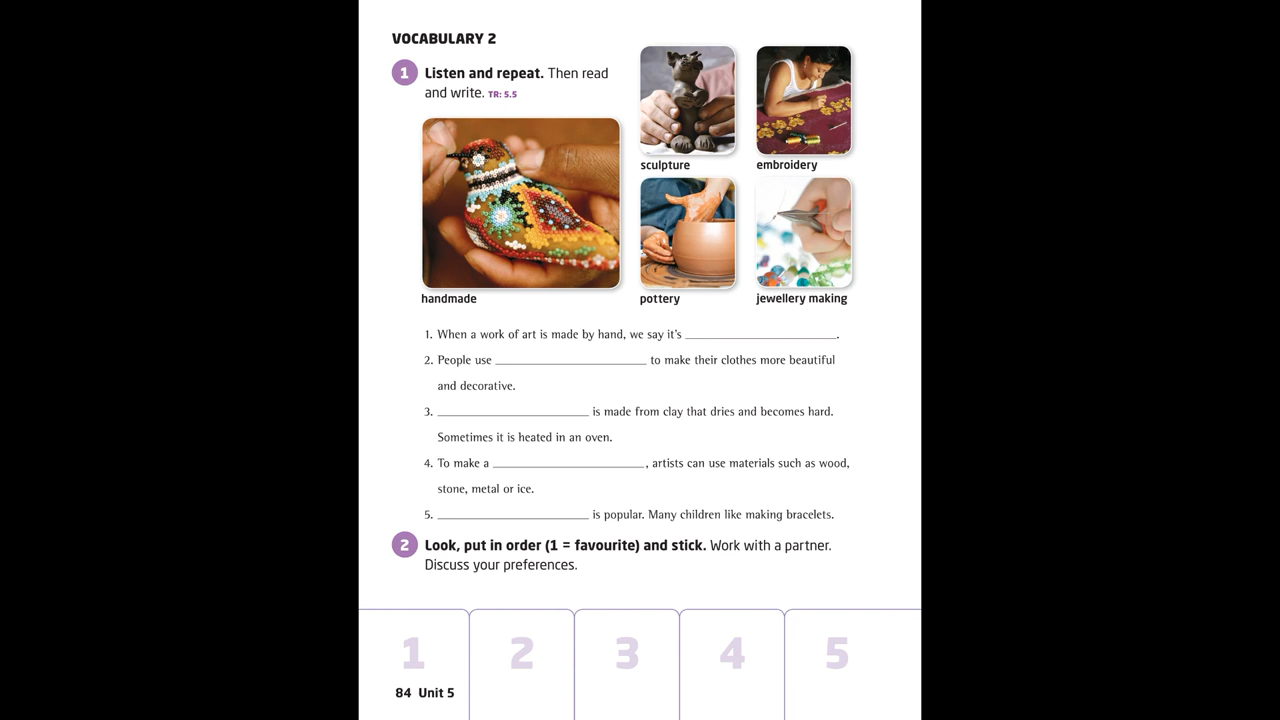 VOCABULARY 2
1 Listen and repeat. Then read
and write. TR: 5.5
sculpture
embroidery
handmade
pottery
jewellery making
1. When a work of art is made by hand, we say it's ______________________.
2. People use ______________________ to make their clothes more beautiful
and decorative.
3. ______________________ is made from clay that dries and becomes hard.
Sometimes it is heated in an oven.
4. To make a ______________________, artists can use materials such as wood,
stone, metal or ice.
5. ______________________ is popular. Many children like making bracelets.
2 Look, put in order (1 = favourite) and stick. Work with a partner.
Discuss your preferences.
1 2 3 4 5
84 Unit 5